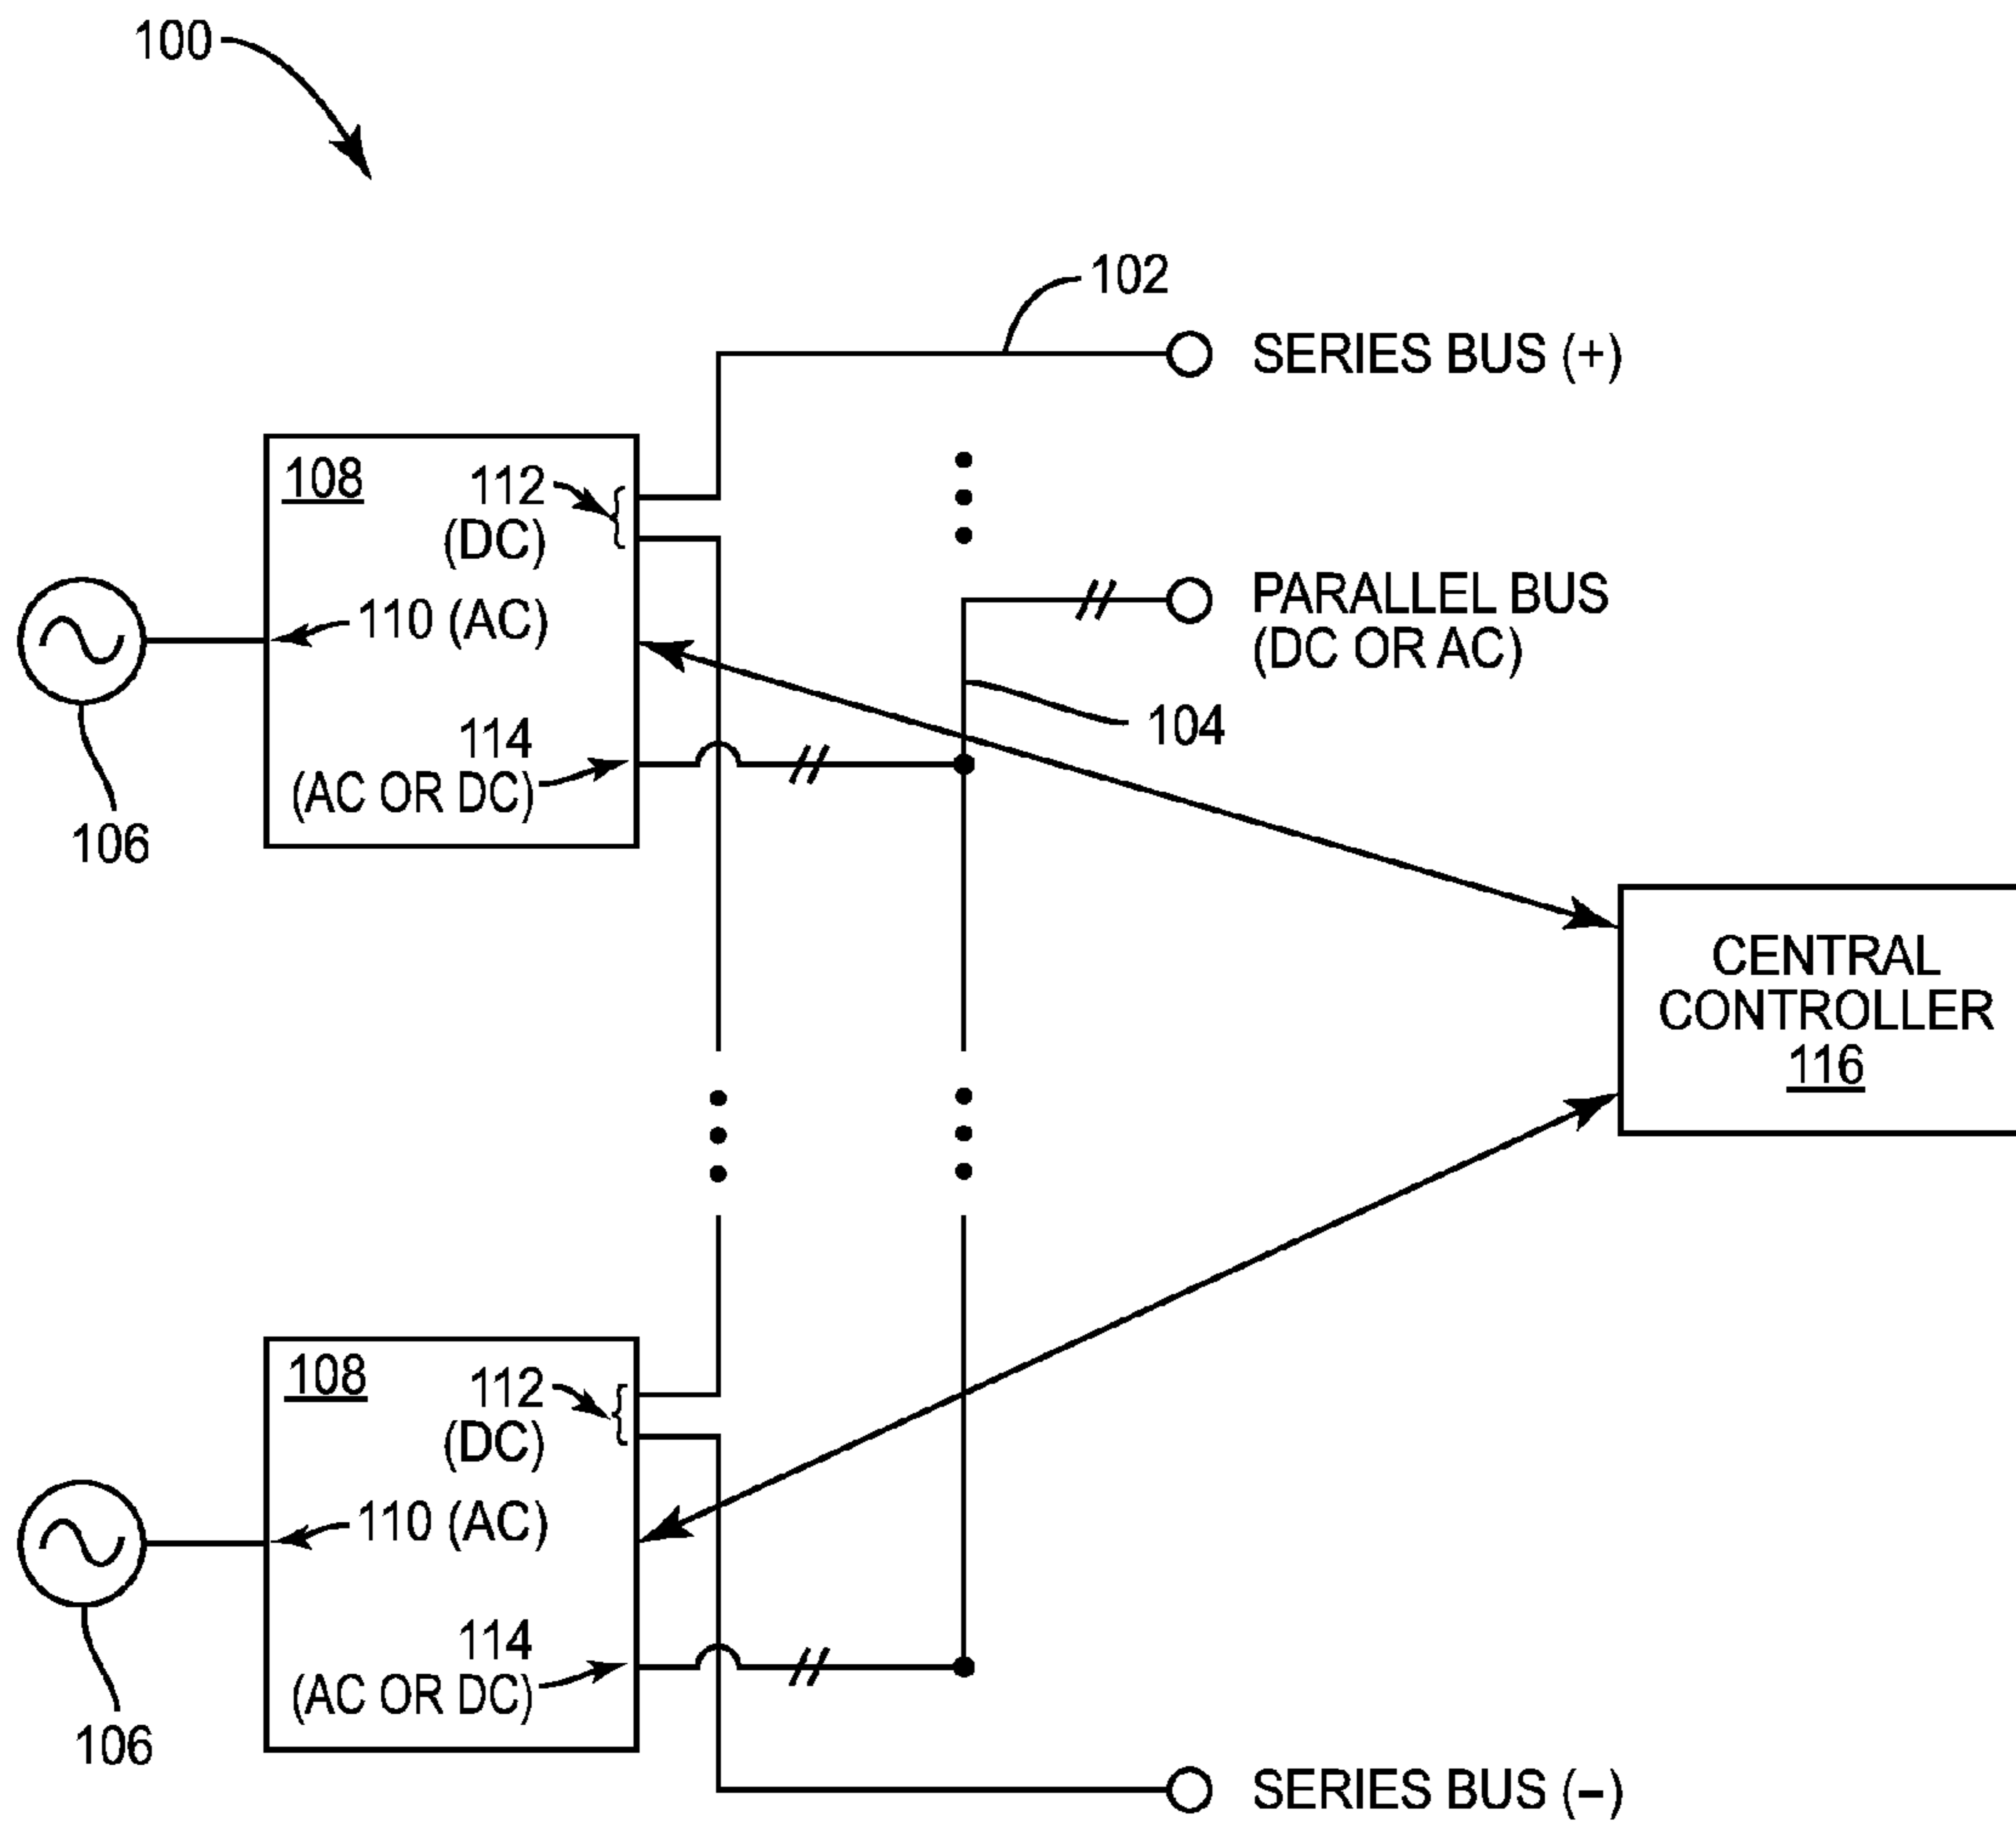 100
102
SERIES BUS (+)
108
112
(DC)
110 (AC)
PARALLEL BUS
(DC OR AC)
104
114
(AC OR DC)
106
CENTRAL
CONTROLLER
116
108
112
(DC)
110 (AC)
114
(AC OR DC)
106
SERIES BUS (−)